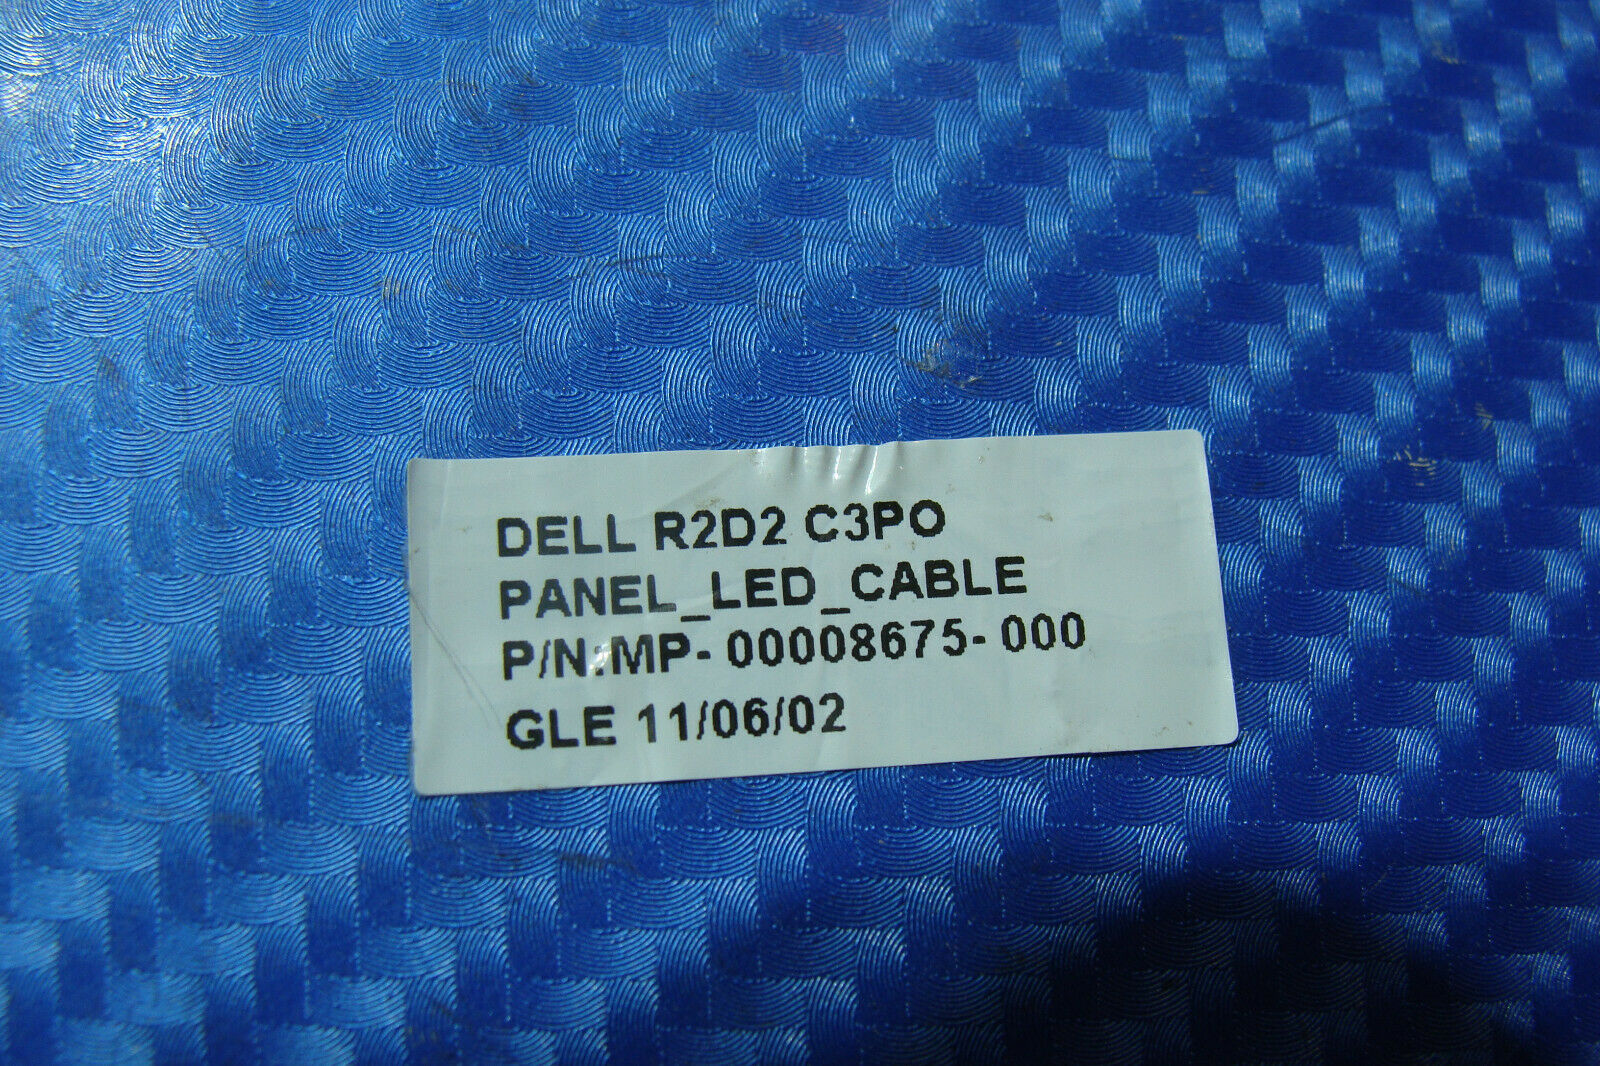 DELL R2D2 C3PO
PANEL_LED_CABLE
P/N:MP-00008675-000
GLE 11/06/02